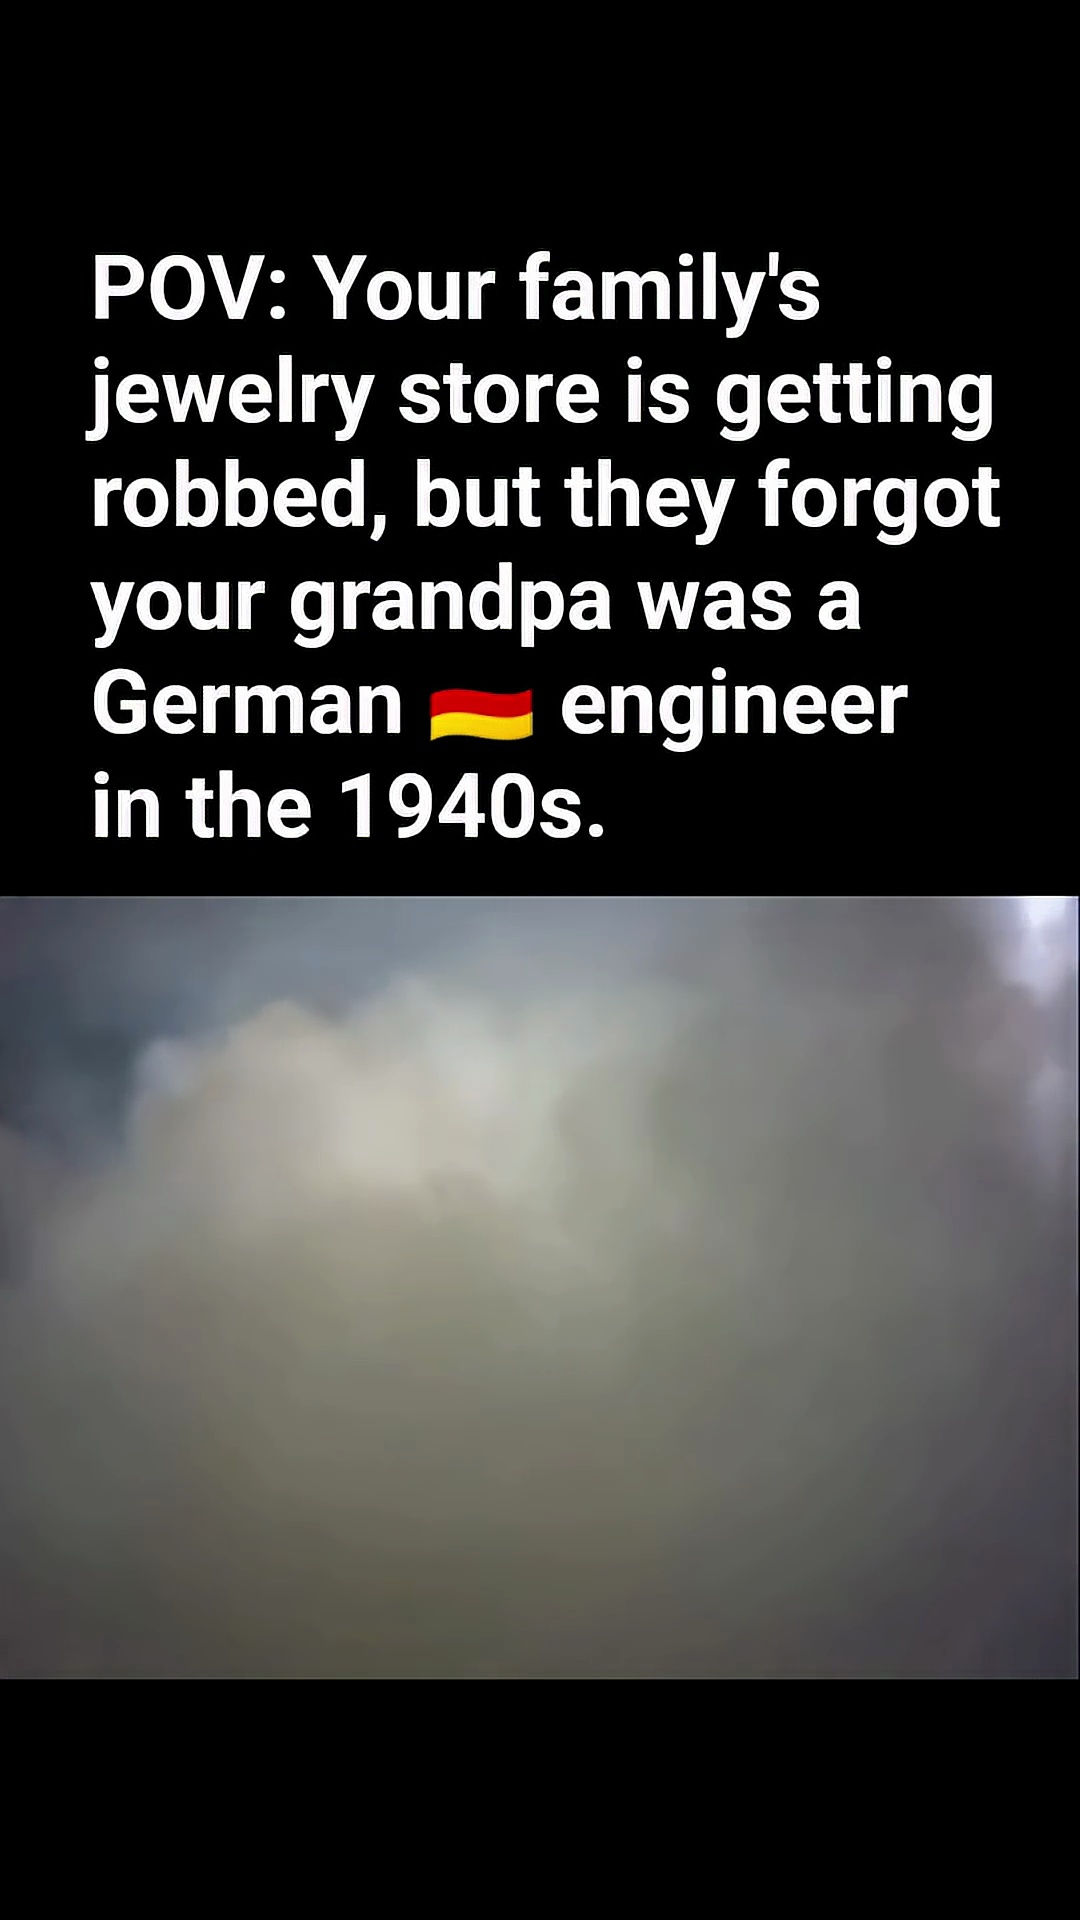 POV: Your family's
jewelry store is getting
robbed, but they forgot
your grandpa was a
German 🇩🇪 engineer
in the 1940s.